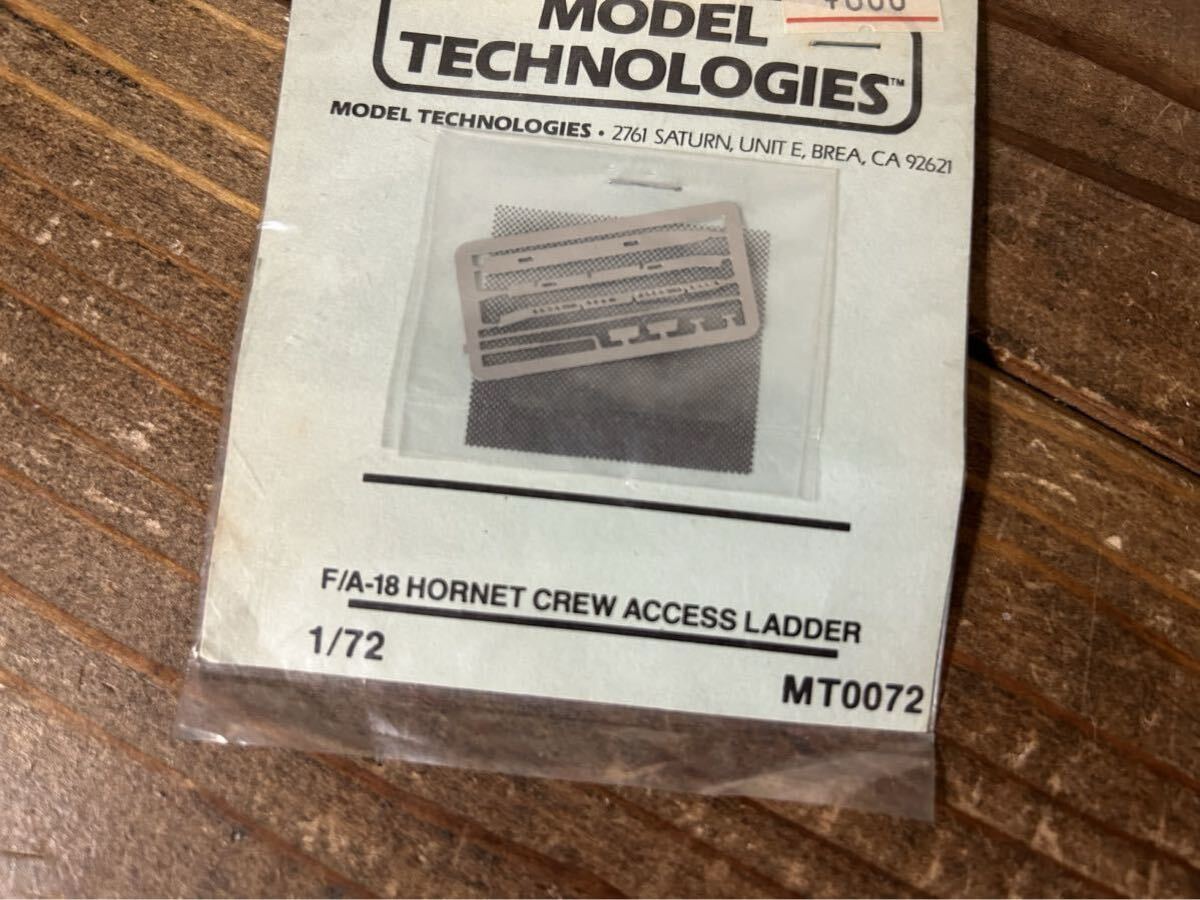 MODEL
TECHNOLOGIES™
MODEL TECHNOLOGIES • 2761 SATURN, UNIT E, BREA, CA 92621
F/A-18 HORNET CREW ACCESS LADDER
1/72
MT0072